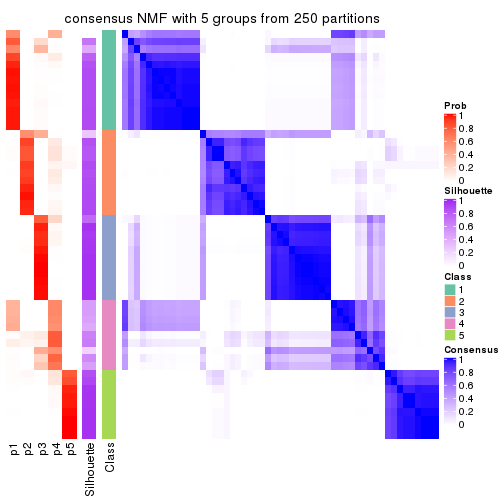 consensus NMF with 5 groups from 250 partitions
Prob
1
0.8
0.6
0.4
0.2
0
Silhouette
1
0.8
0.6
0.4
0.2
0
Class
1
2
3
4
5
Consensus
1
0.8
0.6
0.4
0.2
0
p1
p2
p3
p4
p5
Silhouette
Class